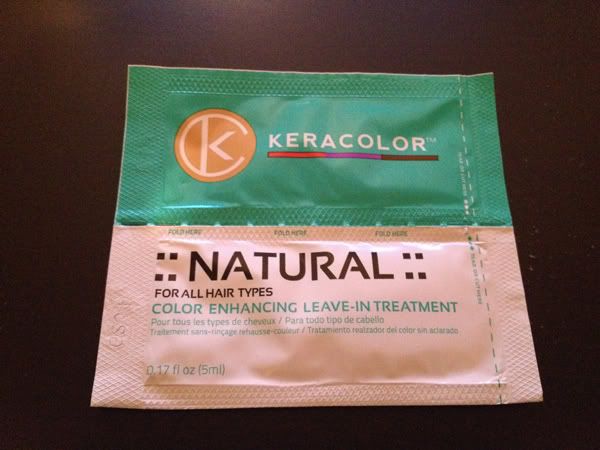 K
KERACOLOR™
FOLD HERE FOLD HERE FOLD HERE
:: NATURAL ::
FOR ALL HAIR TYPES
COLOR ENHANCING LEAVE-IN TREATMENT
Pour tous les types de cheveux / Para todo tipo de cabello
Traitement sans-rinçage rehausse-couleur / Tratamiento realzador del color sin aclarado
0.17 fl oz (5ml)